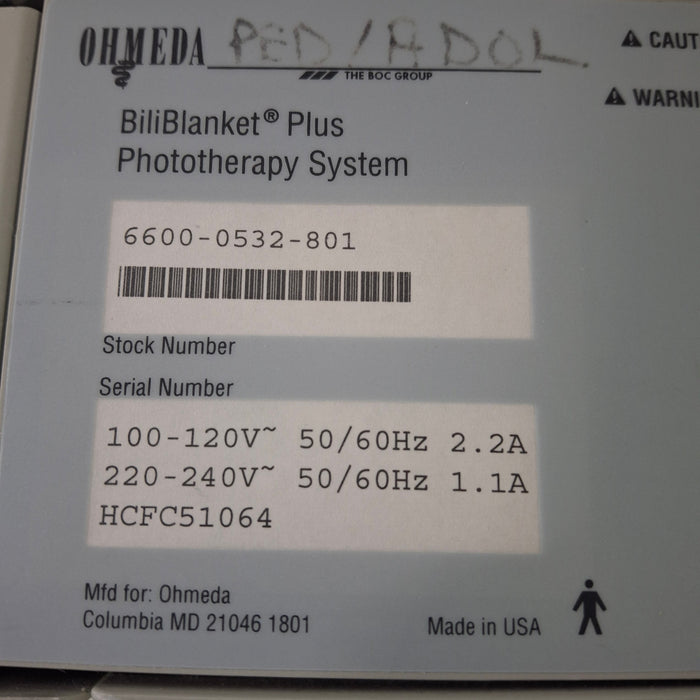 OHMEDA PED/ADOL.
THE BOC GROUP
BiliBlanket® Plus
Phototherapy System
6600-0532-801
Stock Number
Serial Number
100-120V~ 50/60Hz 2.2A
220-240V~ 50/60Hz 1.1A
HCFC51064
Mfd for: Ohmeda
Columbia MD 21046 1801
Made in USA
⚠ CAUT
⚠ WARNI